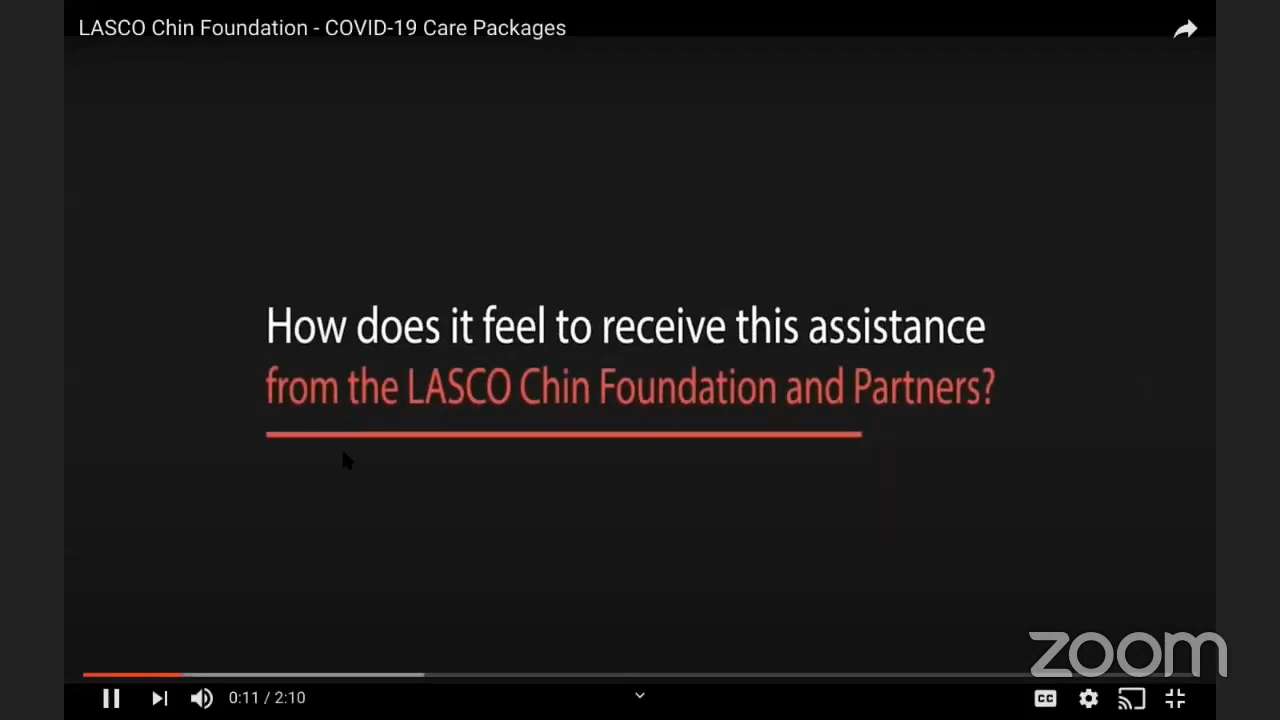 LASCO Chin Foundation - COVID-19 Care Packages
How does it feel to receive this assistance
from the LASCO Chin Foundation and Partners?
zoom
0:11 / 2:10
CC